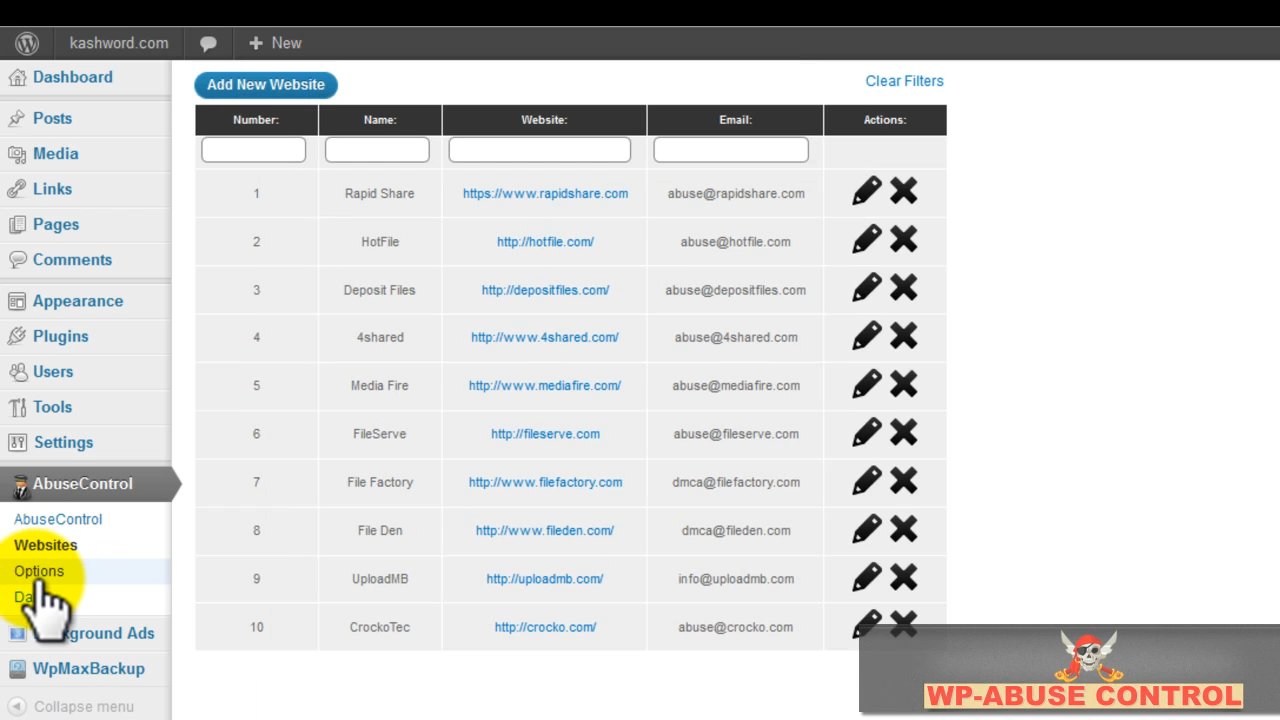 kashword.com
New
Dashboard
Posts
Media
Links
Pages
Comments
Appearance
Plugins
Users
Tools
Settings
AbuseControl
AbuseControl
Websites
Options
Ads
WpMaxBackup
Collapse menu
Add New Website
Clear Filters
Number: Name: Website: Email: Actions:
1 Rapid Share https://www.rapidshare.com abuse@rapidshare.com
2 HotFile http://hotfile.com/ abuse@hotfile.com
3 Deposit Files http://depositfiles.com/ abuse@depositfiles.com
4 4shared http://www.4shared.com/ abuse@4shared.com
5 Media Fire http://www.mediafire.com/ abuse@mediafire.com
6 FileServe http://fileserve.com abuse@fileserve.com
7 File Factory http://www.filefactory.com dmca@filefactory.com
8 File Den http://www.fileden.com/ dmca@fileden.com
9 UploadMB http://uploadmb.com/ info@uploadmb.com
10 CrockoTec http://crocko.com/ abuse@crocko.com
WP-ABUSE CONTROL